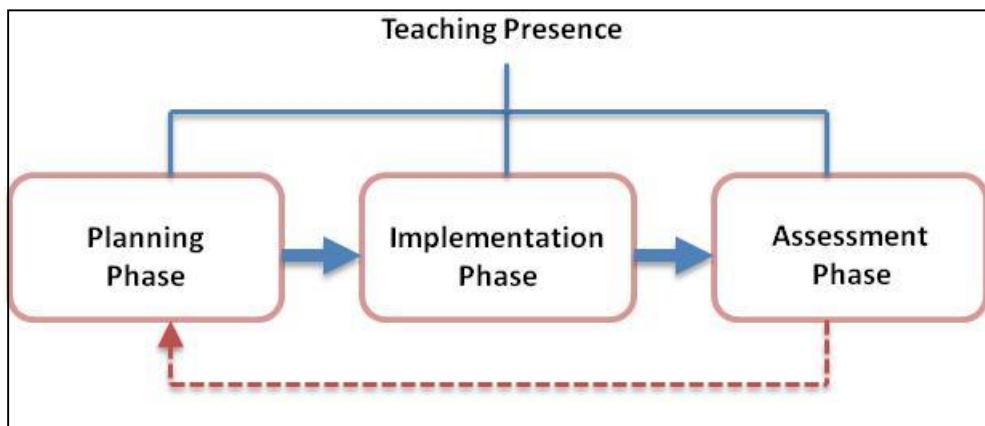 Teaching Presence
Planning
Phase
Implementation
Phase
Assessment
Phase